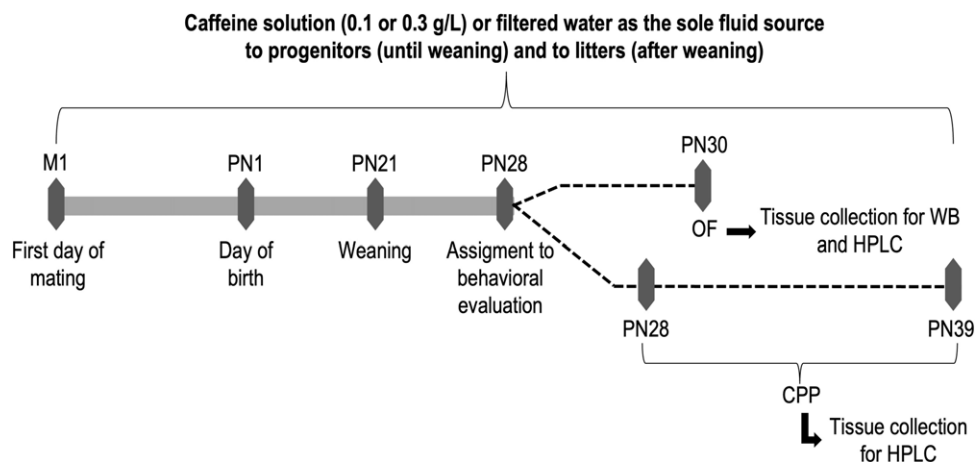 Caffeine solution (0.1 or 0.3 g/L) or filtered water as the sole fluid source
to progenitors (until weaning) and to litters (after weaning)
M1
PN1
PN21
PN28
PN30
First day of
mating
Day of
birth
Weaning
Assigment to
behavioral
evaluation
OF
Tissue collection for WB
and HPLC
PN28
PN39
CPP
Tissue collection
for HPLC